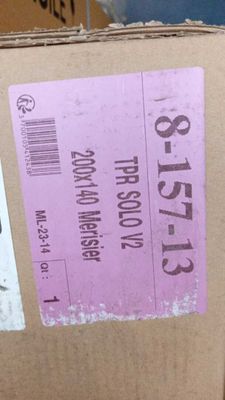 8-157-13
TPR SOLO V2
200x140 Merisier
ML-23-14 Qt : 1